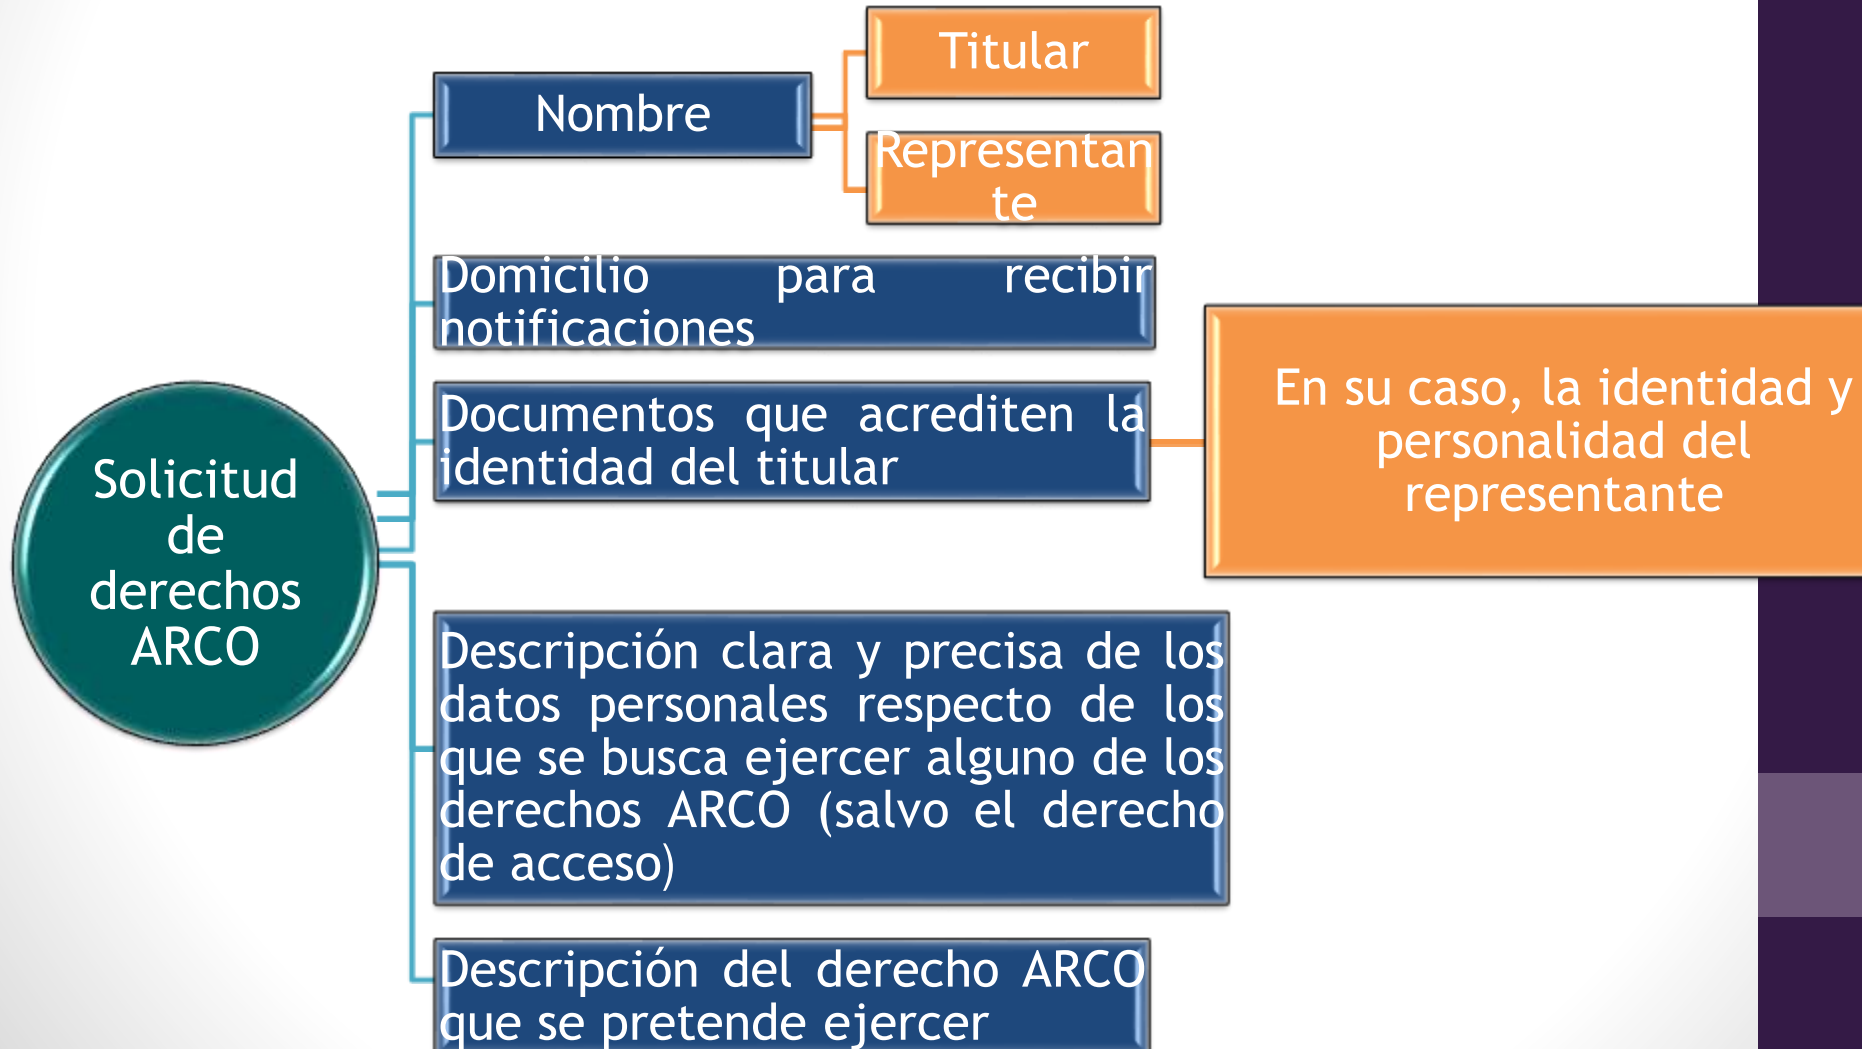 Solicitud
de
derechos
ARCO
Nombre
Titular
Representan
te
Domicilio para recibir
notificaciones
Documentos que acrediten la
identidad del titular
En su caso, la identidad y
personalidad del
representante
Descripción clara y precisa de los
datos personales respecto de los
que se busca ejercer alguno de los
derechos ARCO (salvo el derecho
de acceso)
Descripción del derecho ARCO
que se pretende ejercer